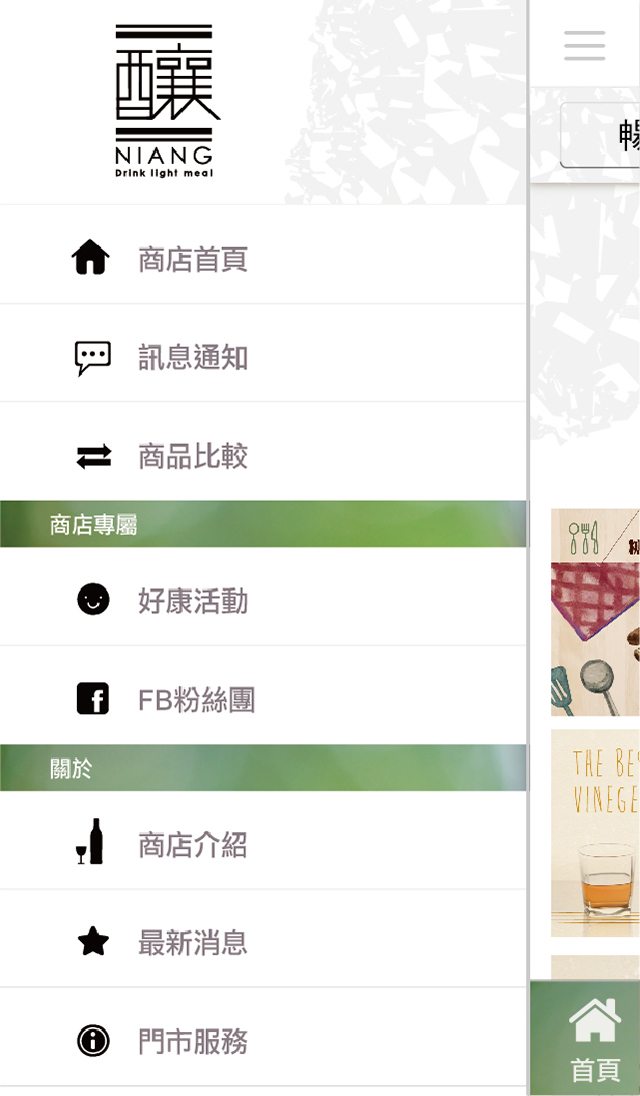 釀
NIANG
Drink light meal
商店首頁
訊息通知
商品比較
商店專屬
好康活動
FB粉絲團
關於
商店介紹
最新消息
門市服務
暢
THE BE
VINEGE
首頁